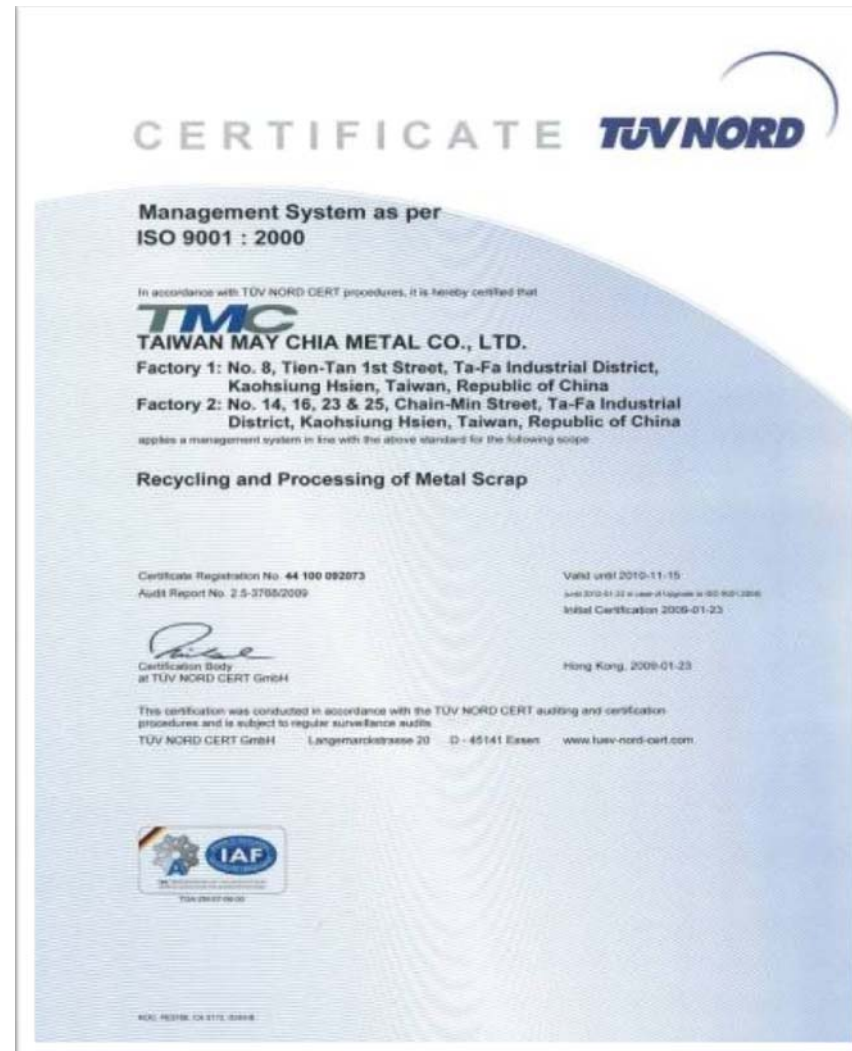 CERTIFICATE TÜV NORD
Management System as per
ISO 9001 : 2000
In accordance with TÜV NORD CERT procedures, it is hereby certified that
TMC
TAIWAN MAY CHIA METAL CO., LTD.
Factory 1: No. 8, Tien-Tan 1st Street, Ta-Fa Industrial District,
Kaohsiung Hsien, Taiwan, Republic of China
Factory 2: No. 14, 16, 23 & 25, Chain-Min Street, Ta-Fa Industrial
District, Kaohsiung Hsien, Taiwan, Republic of China
applies a management system in line with the above standard for the following scope
Recycling and Processing of Metal Scrap
Certificate Registration No. 44 100 092073
Valid until 2010-11-15
Audit Report No. 2.5-3768/2009
Initial Certification 2009-01-23
Certification Body
at TÜV NORD CERT GmbH
Hong Kong, 2009-01-23
This certification was conducted in accordance with the TÜV NORD CERT auditing and certification
procedures and is subject to regular surveillance audits
TÜV NORD CERT GmbH Langemarckstrasse 20 D - 45141 Essen www.tuev-nord-cert.com
IAF